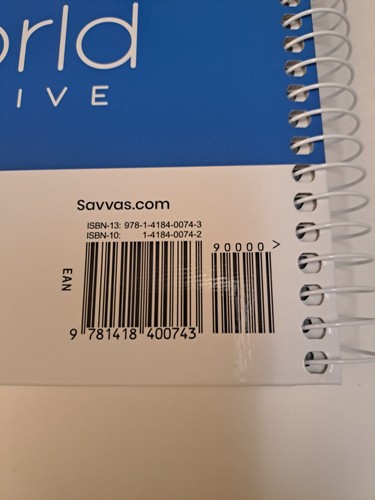 orld
IVE
Savvas.com
ISBN-13: 978-1-4184-0074-3
ISBN-10: 1-4184-0074-2
90000>
EAN
9 781418 400743